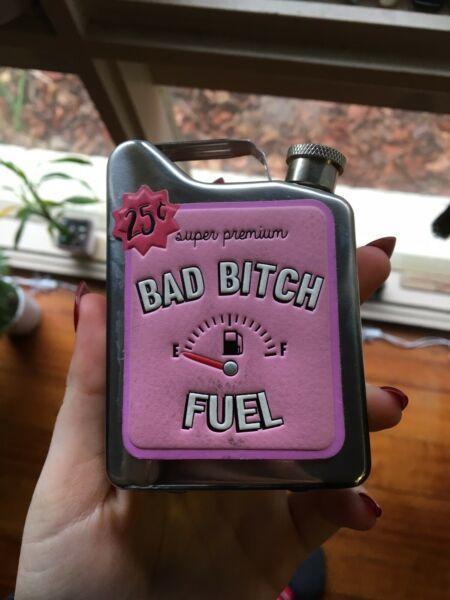 25¢
super premium
BAD BITCH
E F
FUEL